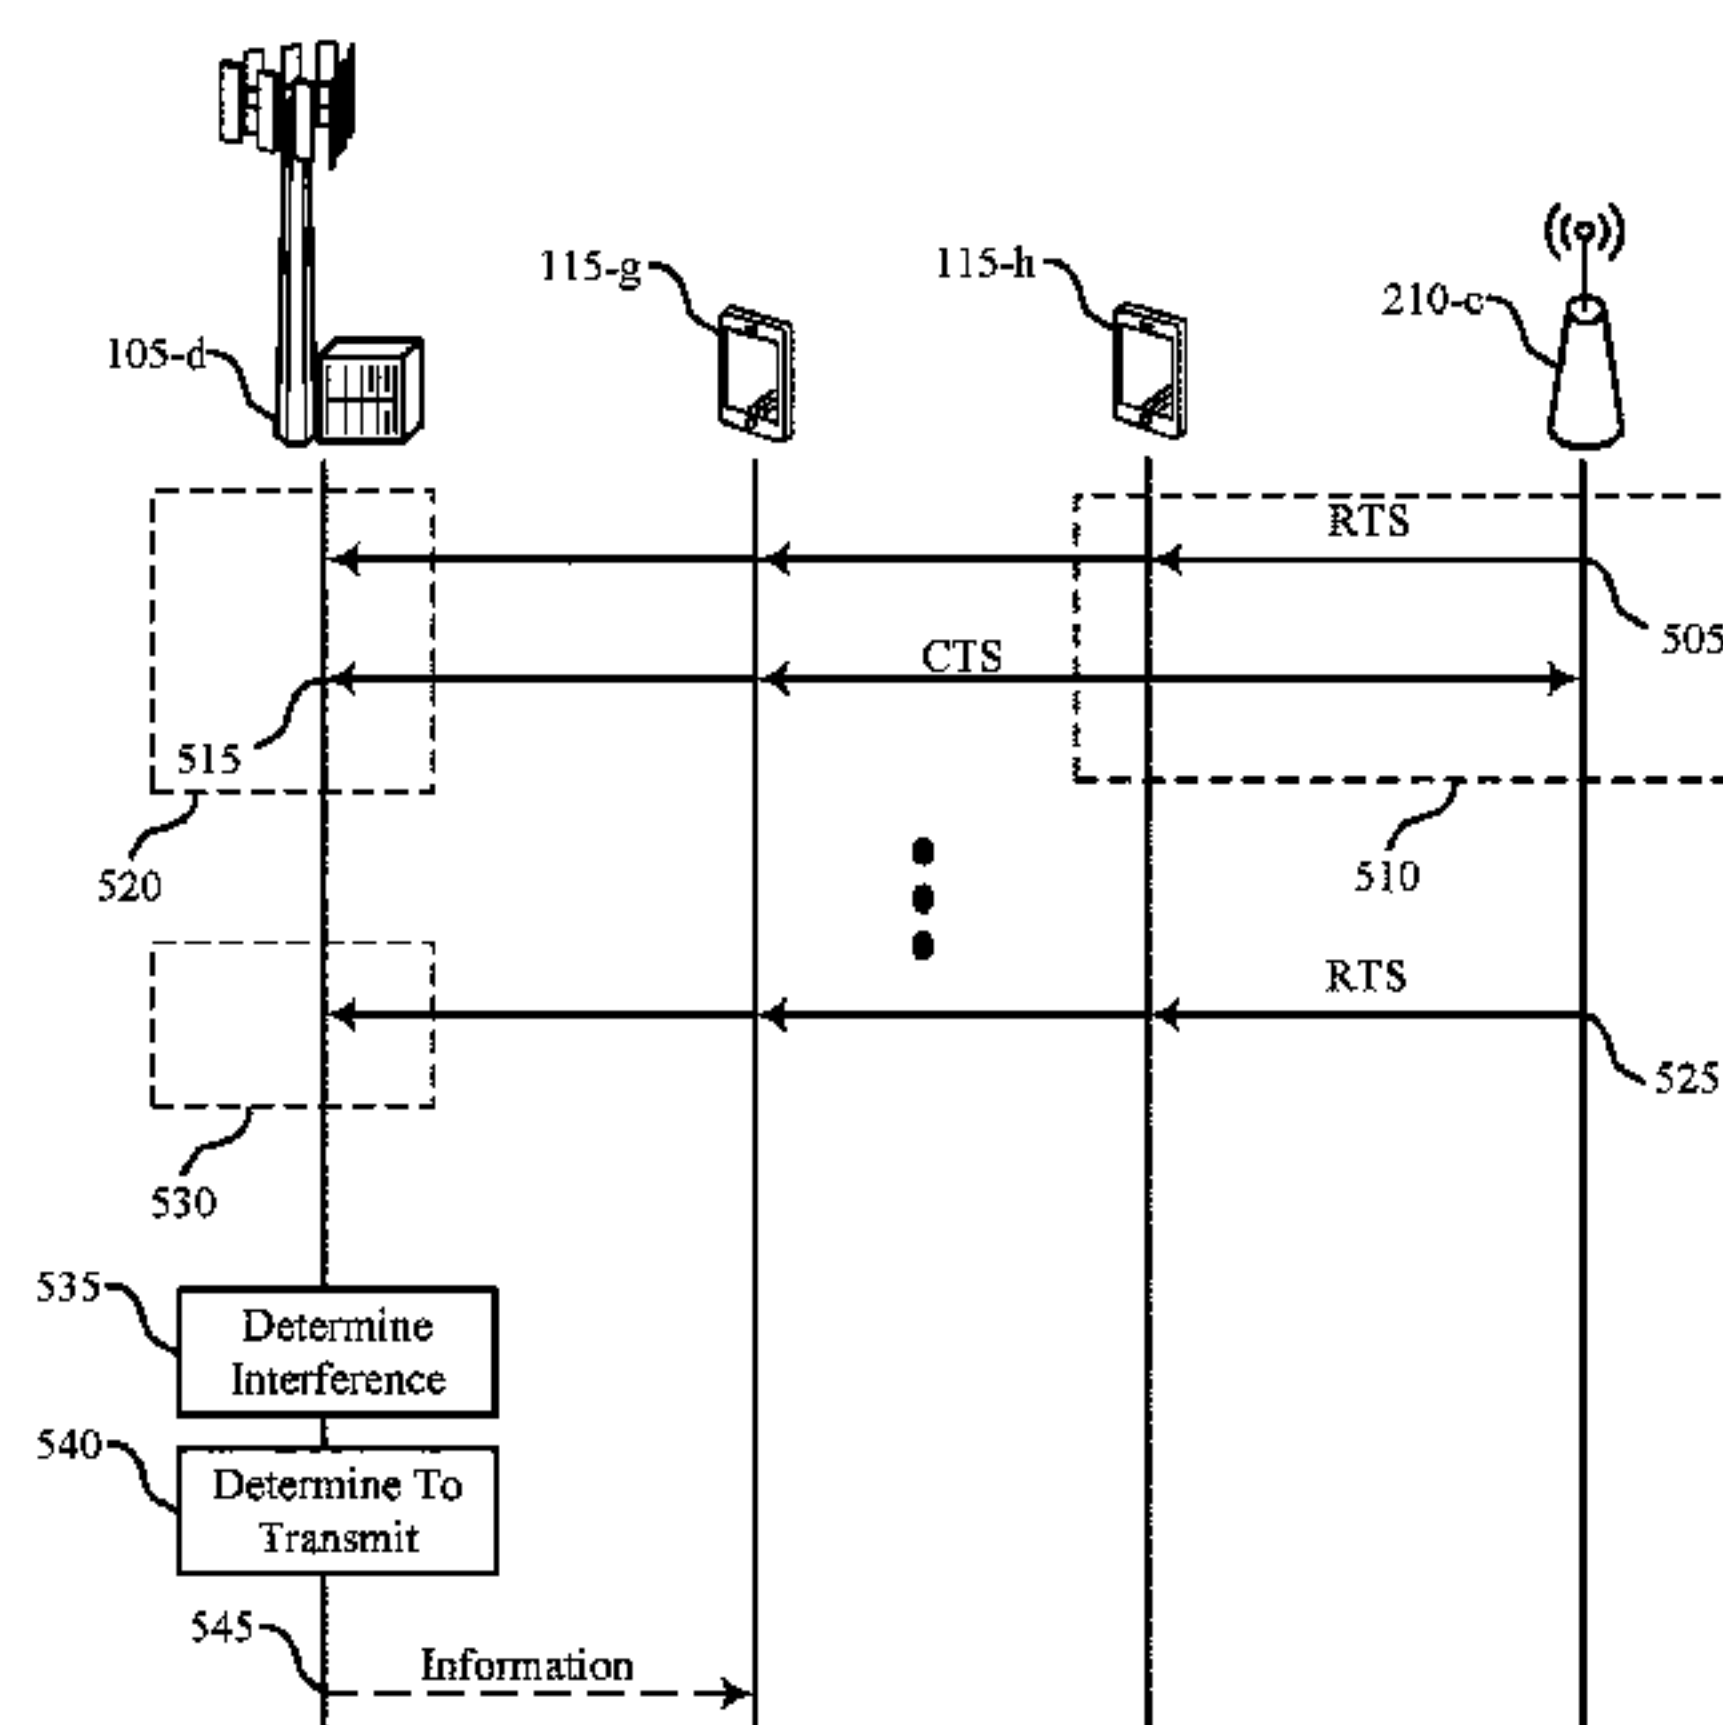 115-g
115-h
210-c
105-d
RTS
505
CTS
515
520
510
RTS
525
530
535
Determine
Interference
540
Determine To
Transmit
545
Information